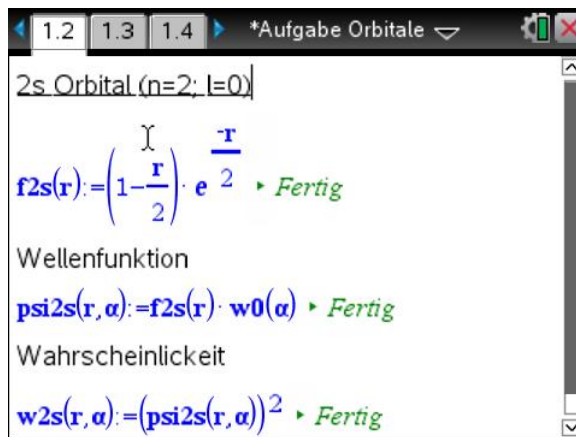 1.2 1.3 1.4 *Aufgabe Orbitale
2s Orbital (n=2; l=0)
f2s(r):=(1-r/2)·e^(-r/2) ▸ Fertig
Wellenfunktion
psi2s(r,α):=f2s(r)·w0(α) ▸ Fertig
Wahrscheinlickeit
w2s(r,α):=(psi2s(r,α))² ▸ Fertig